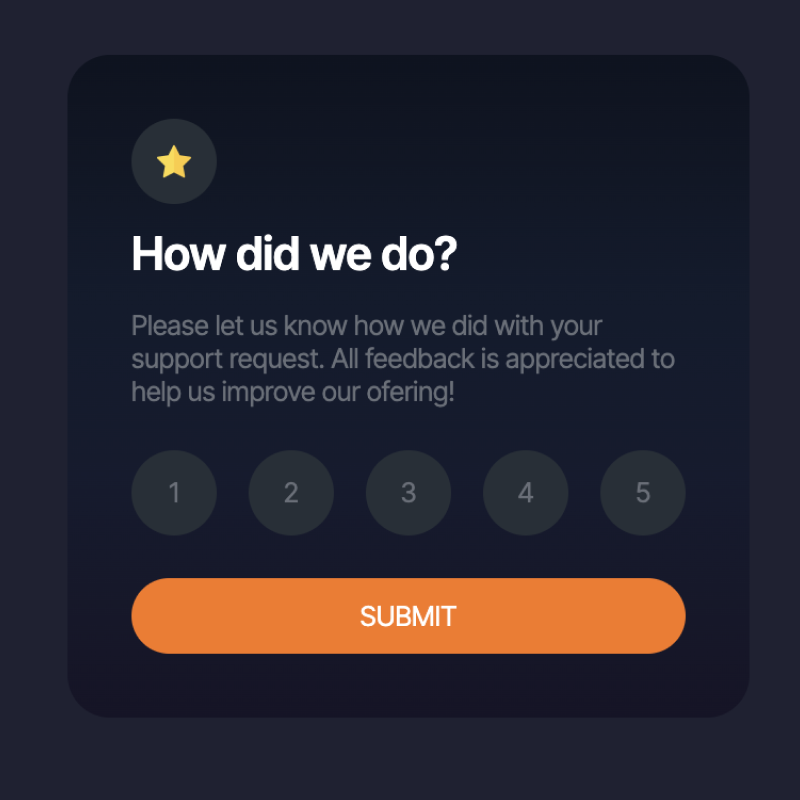 How did we do?
Please let us know how we did with your
support request. All feedback is appreciated to
help us improve our ofering!
1 2 3 4 5
SUBMIT